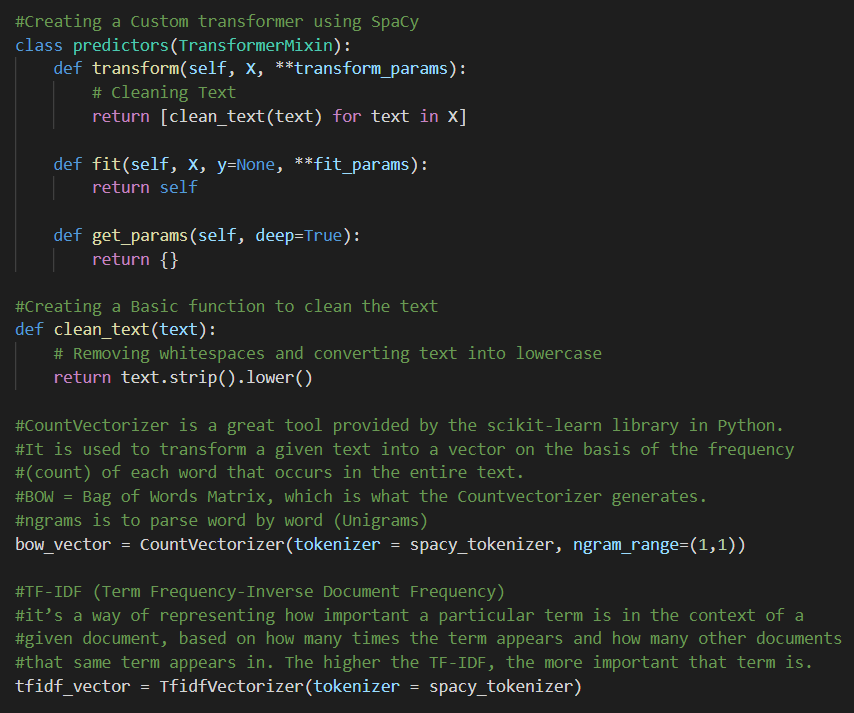 #Creating a Custom transformer using SpaCy
class predictors(TransformerMixin):
    def transform(self, X, **transform_params):
        # Cleaning Text
        return [clean_text(text) for text in X]

    def fit(self, X, y=None, **fit_params):
        return self

    def get_params(self, deep=True):
        return {}

#Creating a Basic function to clean the text
def clean_text(text):
    # Removing whitespaces and converting text into lowercase
    return text.strip().lower()

#CountVectorizer is a great tool provided by the scikit-learn library in Python.
#It is used to transform a given text into a vector on the basis of the frequency
#(count) of each word that occurs in the entire text.
#BOW = Bag of Words Matrix, which is what the Countvectorizer generates.
#ngrams is to parse word by word (Unigrams)
bow_vector = CountVectorizer(tokenizer = spacy_tokenizer, ngram_range=(1,1))

#TF-IDF (Term Frequency-Inverse Document Frequency)
#it’s a way of representing how important a particular term is in the context of a
#given document, based on how many times the term appears and how many other documents
#that same term appears in. The higher the TF-IDF, the more important that term is.
tfidf_vector = TfidfVectorizer(tokenizer = spacy_tokenizer)